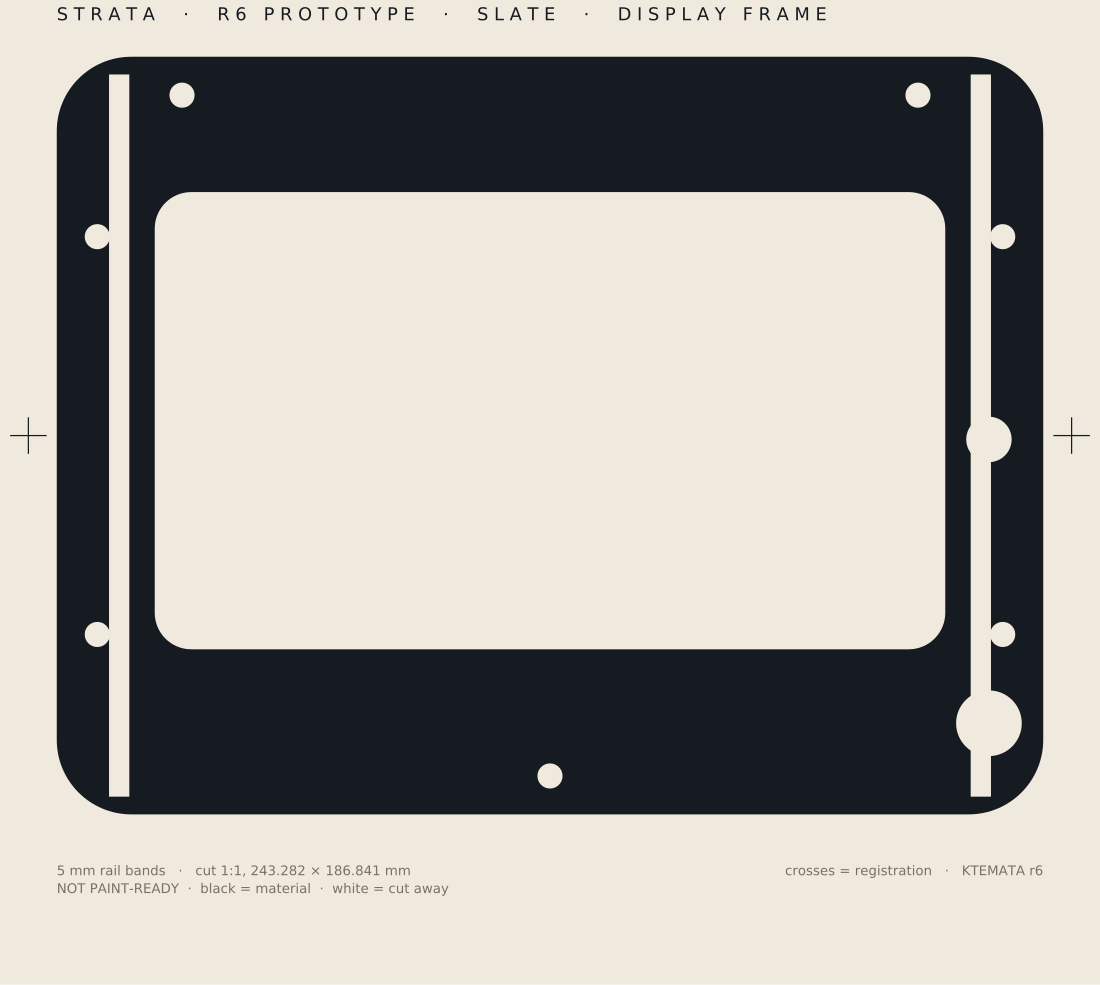 STRATA · R6 PROTOTYPE · SLATE · DISPLAY FRAME
5 mm rail bands · cut 1:1, 243.282 × 186.841 mm
crosses = registration · KTEMATA r6
NOT PAINT-READY · black = material · white = cut away